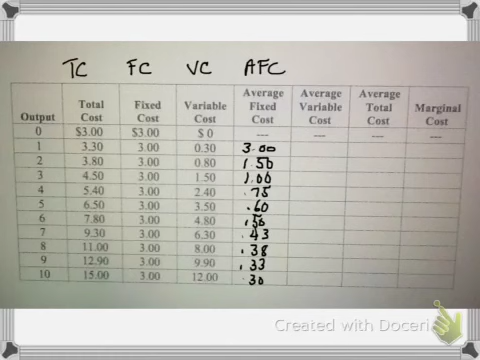 TC FC VC AFC
Output Total Cost Fixed Cost Variable Cost Average Fixed Cost Average Variable Cost Average Total Cost Marginal Cost
0 $3.00 $3.00 $ 0 --- --- --- ---
1 3.30 3.00 0.30 3.00
2 3.80 3.00 0.80 1.50
3 4.50 3.00 1.50 1.00
4 5.40 3.00 2.40 .75
5 6.50 3.00 3.50 .60
6 7.80 3.00 4.80 .50
7 9.30 3.00 6.30 .43
8 11.00 3.00 8.00 .38
9 12.90 3.00 9.90 .33
10 15.00 3.00 12.00 .30
Created with Doceri